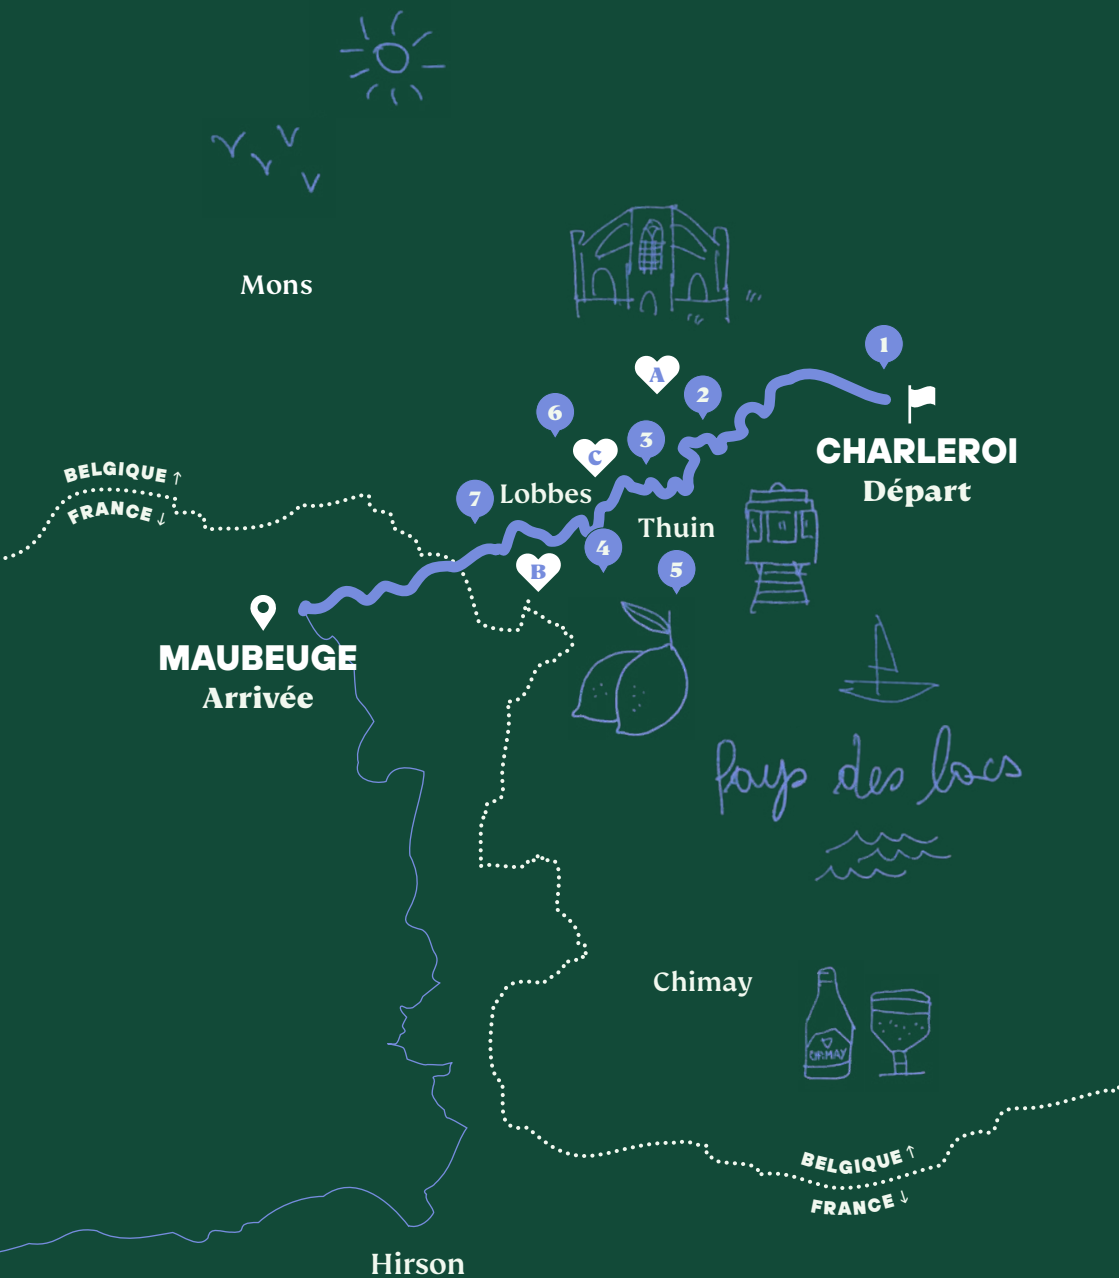 Mons
1
A
2
6
3
C
CHARLEROI
Départ
BELGIQUE ↑
FRANCE ↓
7
Lobbes
Thuin
4
B
5
MAUBEUGE
Arrivée
Pays des lacs
Chimay
CHIMAY
BELGIQUE ↑
FRANCE ↓
Hirson